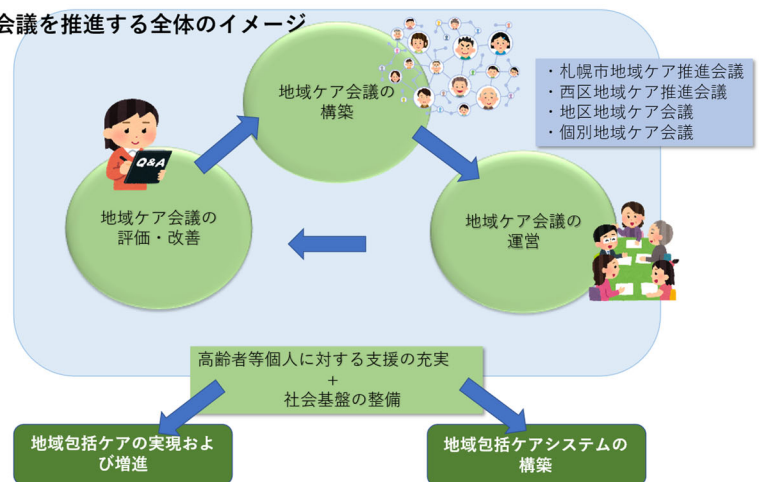 会議を推進する全体のイメージ
地域ケア会議の
構築
・札幌市地域ケア推進会議
・西区地域ケア推進会議
・地区地域ケア会議
・個別地域ケア会議
Q&A
地域ケア会議の
評価・改善
地域ケア会議の
運営
高齢者等個人に対する支援の充実
+
社会基盤の整備
地域包括ケアの実現およ
び増進
地域包括ケアシステムの
構築